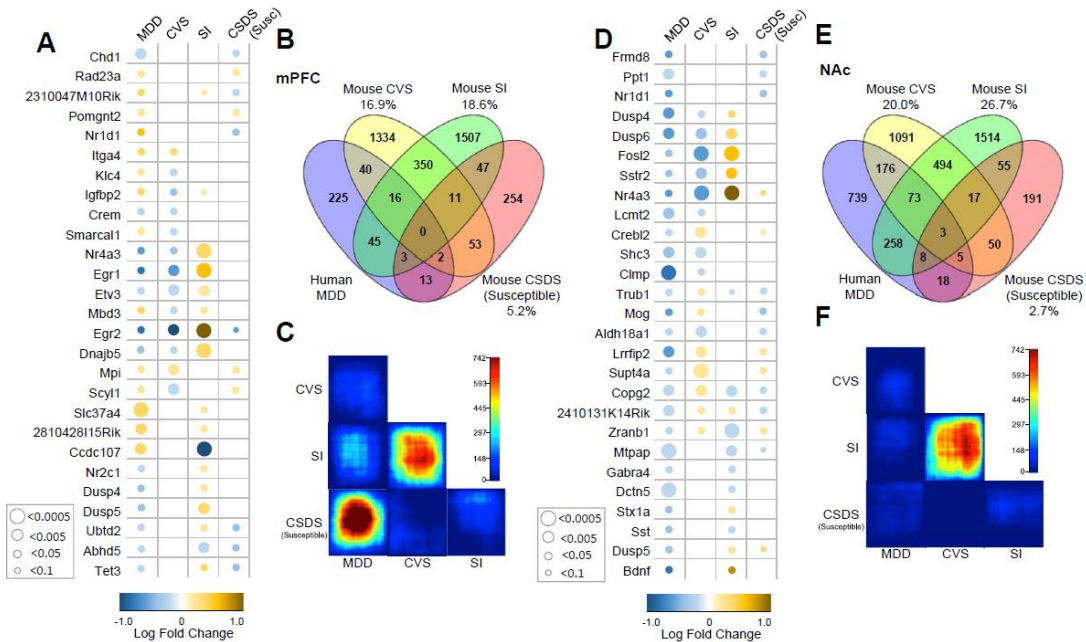 A
MDD
CVS
SI
CSDS
(Susc)
Chd1
Rad23a
2310047M10Rik
Pomgnt2
Nr1d1
Itga4
Klc4
Igfbp2
Crem
Smarcal1
Nr4a3
Egr1
Etv3
Mbd3
Egr2
Dnajb5
Mpi
Scyl1
Slc37a4
2810428I15Rik
Ccdc107
Nr2c1
Dusp4
Dusp5
Ubtd2
Abhd5
Tet3
<0.0005
<0.005
<0.05
<0.1
-1.0 0 1.0
Log Fold Change
B
mPFC
Mouse CVS
16.9%
Mouse SI
18.6%
1334
1507
40
350
47
225
16
11
254
0
45
53
3
2
13
Human
MDD
Mouse CSDS
(Susceptible)
5.2%
C
CVS
SI
CSDS
(Susceptible)
MDD
CVS
SI
742
593
445
297
148
0
D
MDD
CVS
SI
CSDS
(Susc)
Frmd8
Ppt1
Nr1d1
Dusp4
Dusp6
Fosl2
Sstr2
Nr4a3
Lcmt2
Crebl2
Shc3
Clmp
Trub1
Mog
Aldh18a1
Lrrfip2
Supt4a
Copg2
2410131K14Rik
Zranb1
Mtpap
Gabra4
Dctn5
Stx1a
Sst
Dusp5
Bdnf
<0.0005
<0.005
<0.05
<0.1
-1.0 0 1.0
Log Fold Change
E
NAc
Mouse CVS
20.0%
Mouse SI
26.7%
1091
1514
176
494
55
739
73
17
191
3
258
50
8
5
18
Human
MDD
Mouse CSDS
(Susceptible)
2.7%
F
CVS
SI
CSDS
(Susceptible)
MDD
CVS
SI
742
593
445
297
148
0